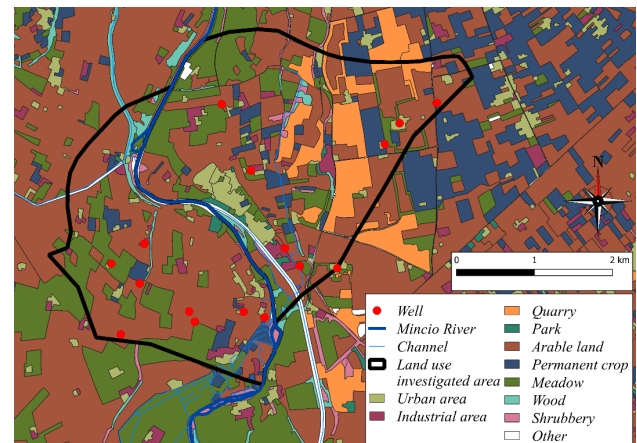 N
0 1 2 km
Well
Mincio River
Channel
Land use
investigated area
Urban area
Industrial area
Quarry
Park
Arable land
Permanent crop
Meadow
Wood
Shrubbery
Other